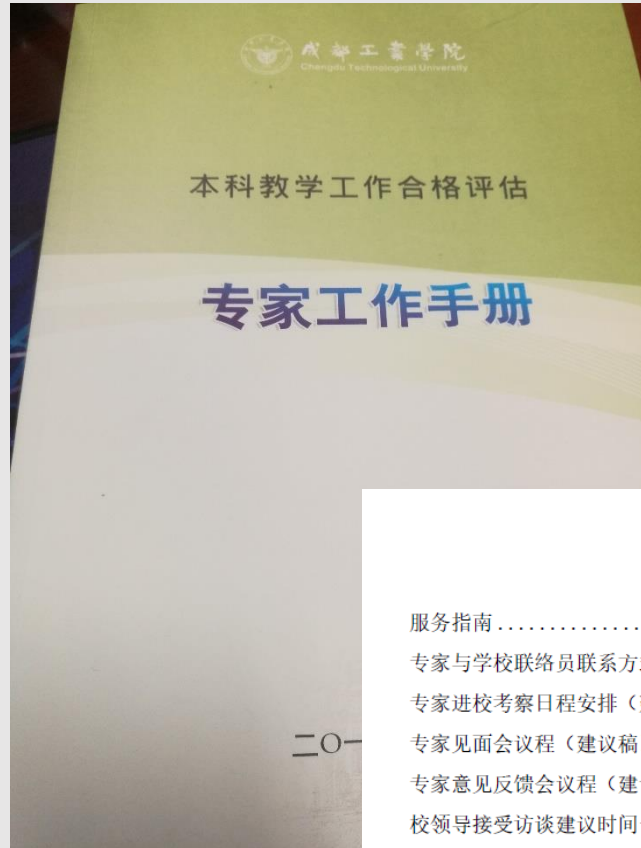 成都工业学院
Chengdu Technological University
本科教学工作合格评估
专家工作手册
二〇一
服务指南...............
专家与学校联络员联系方
专家进校考察日程安排（
专家见面会议程（建议稿
专家意见反馈会议程（建
校领导接受访谈建议时间